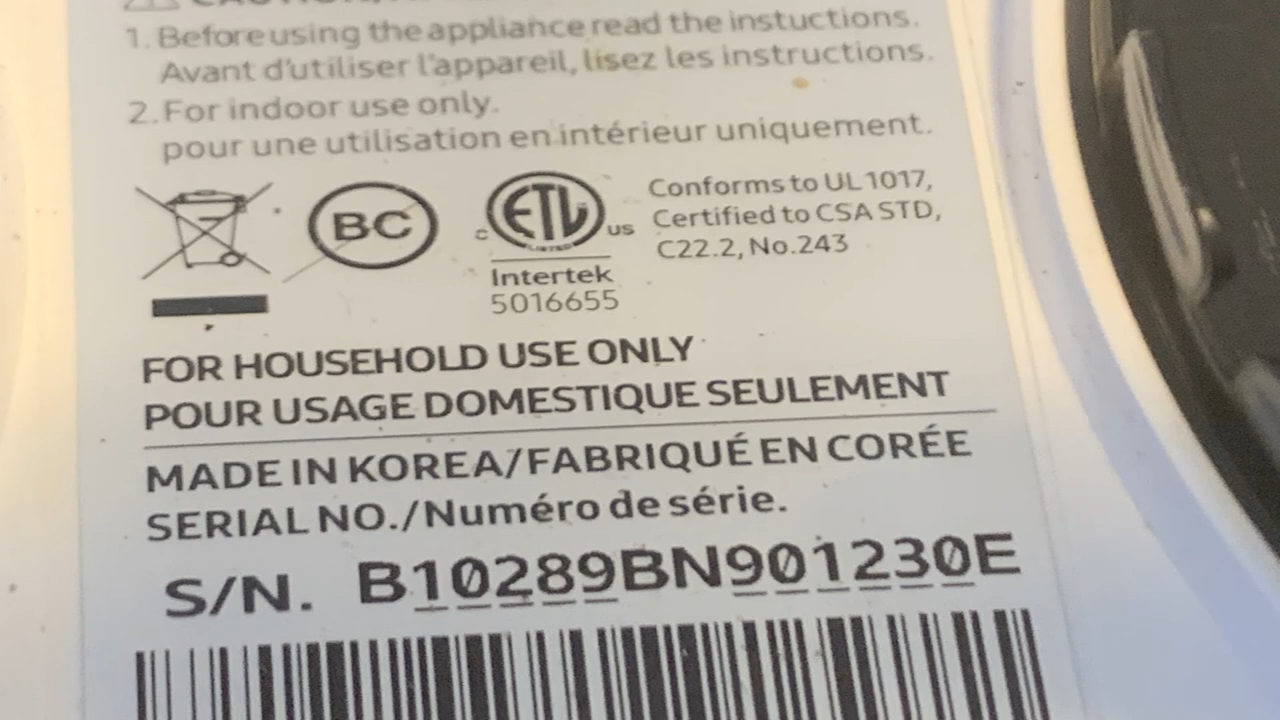 1. Before using the appliance read the instuctions.
Avant d'utiliser l'appareil, lisez les instructions.
2. For indoor use only.
pour une utilisation en intérieur uniquement.
BC
C ETL US
LISTED
Intertek
5016655
Conforms to UL 1017,
Certified to CSA STD,
C22.2, No.243
FOR HOUSEHOLD USE ONLY
POUR USAGE DOMESTIQUE SEULEMENT
MADE IN KOREA/FABRIQUÉ EN CORÉE
SERIAL NO./Numéro de série.
S/N. B10289BN901230E